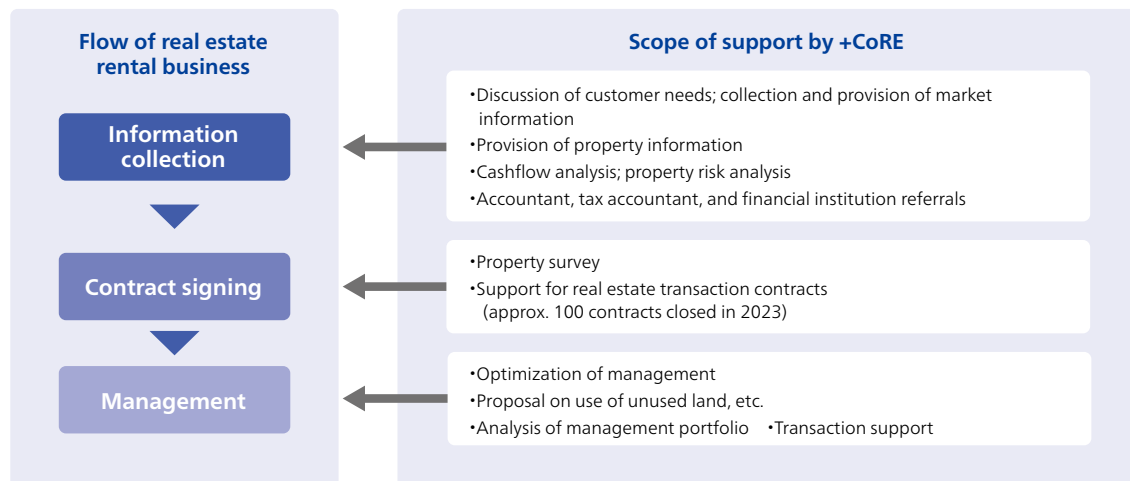 Flow of real estate
rental business
Information
collection
Contract signing
Management
Scope of support by +CoRE
・Discussion of customer needs; collection and provision of market
information
・Provision of property information
・Cashflow analysis; property risk analysis
・Accountant, tax accountant, and financial institution referrals
・Property survey
・Support for real estate transaction contracts
(approx. 100 contracts closed in 2023)
・Optimization of management
・Proposal on use of unused land, etc.
・Analysis of management portfolio ・Transaction support